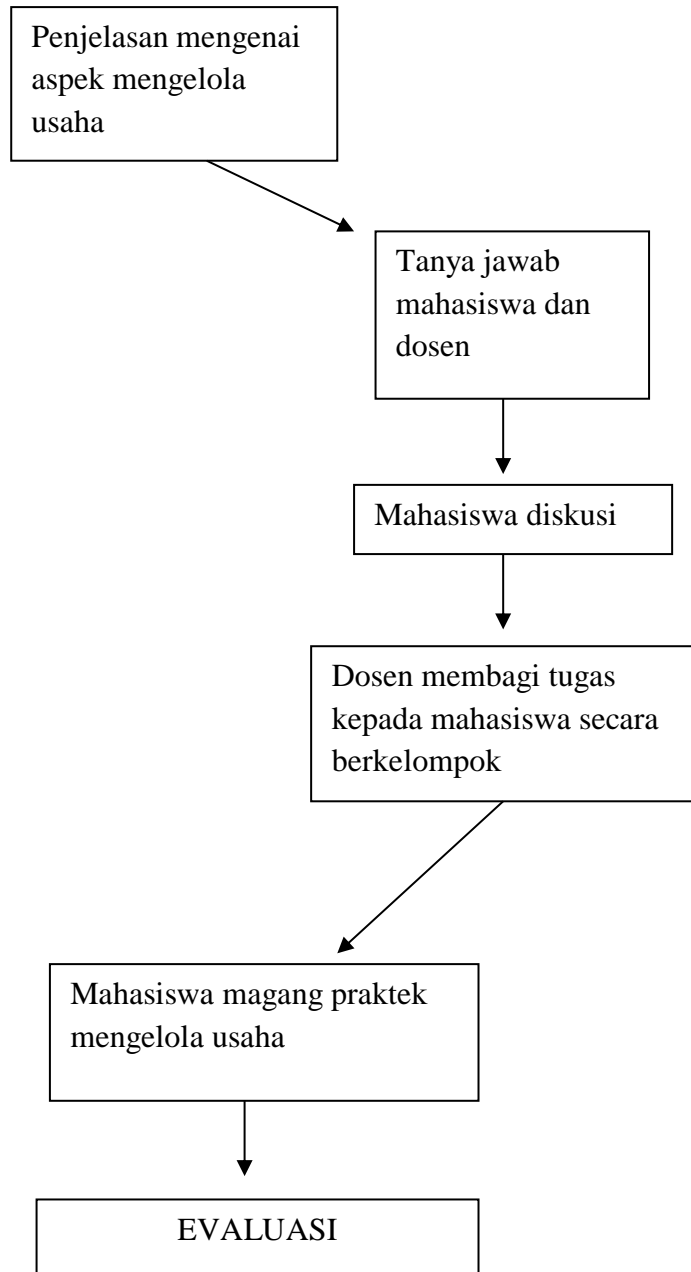 Penjelasan mengenai
aspek mengelola
usaha
Tanya jawab
mahasiswa dan
dosen
Mahasiswa diskusi
Dosen membagi tugas
kepada mahasiswa secara
berkelompok
Mahasiswa magang praktek
mengelola usaha
EVALUASI